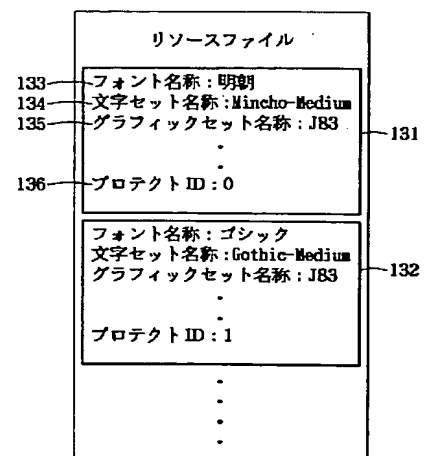 リソースファイル
133 フォント名称:明朝
134 文字セット名称:Mincho-Medium
135 グラフィックセット名称:J83
131
136 プロテクトID:0
フォント名称:ゴシック
文字セット名称:Gothic-Medium
グラフィックセット名称:J83
132
プロテクトID:1